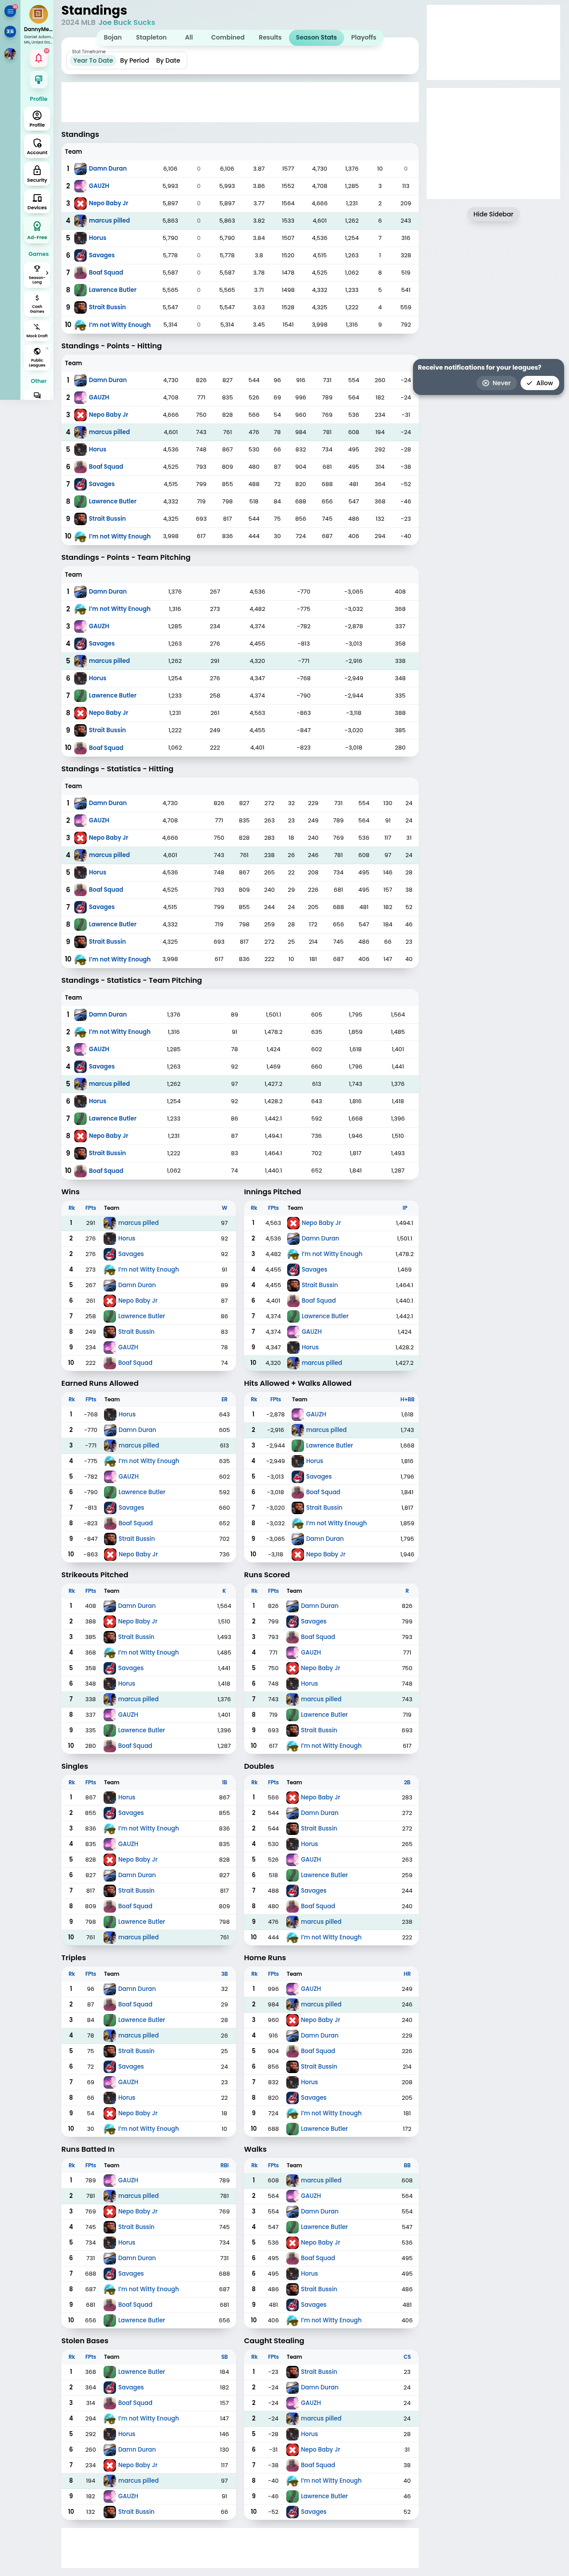 Standings
2024 MLB Joe Buck Sucks
Bojan Stapleton All Combined Results Season Stats Playoffs
Stat Timeframe
Year To Date By Period By Date
DannyMe...
Profile
Profile
Account
Security
Devices
Ad-Free
Games
Season-Long
Cash Games
Mock Draft
Public Leagues
Other
Receive notifications for your leagues?
Never Allow
Hide Sidebar
Standings
Team
1 Damn Duran 6,106 0 6,106 3.87 1577 4,730 1,376 10 0
2 GAUZH 5,993 0 5,993 3.86 1552 4,708 1,285 3 113
3 Nepo Baby Jr 5,897 0 5,897 3.77 1564 4,666 1,231 2 209
4 marcus pilled 5,863 0 5,863 3.82 1533 4,601 1,262 6 243
5 Horus 5,790 0 5,790 3.84 1507 4,536 1,254 7 316
6 Savages 5,778 0 5,778 3.8 1520 4,515 1,263 1 328
7 Boaf Squad 5,587 0 5,587 3.78 1478 4,525 1,062 8 519
8 Lawrence Butler 5,565 0 5,565 3.71 1498 4,332 1,233 5 541
9 Strait Bussin 5,547 0 5,547 3.63 1528 4,325 1,222 4 559
10 I'm not Witty Enough 5,314 0 5,314 3.45 1541 3,998 1,316 9 792
Standings - Points - Hitting
Team
1 Damn Duran 4,730 826 827 544 96 916 731 554 260 -24
2 GAUZH 4,708 771 835 526 69 996 789 564 182 -24
3 Nepo Baby Jr 4,666 750 828 566 54 960 769 536 234 -31
4 marcus pilled 4,601 743 761 476 78 984 781 608 194 -24
5 Horus 4,536 748 867 530 66 832 734 495 292 -28
6 Boaf Squad 4,525 793 809 480 87 904 681 495 314 -38
7 Savages 4,515 799 855 488 72 820 688 481 364 -52
8 Lawrence Butler 4,332 719 798 518 84 688 656 547 368 -46
9 Strait Bussin 4,325 693 817 544 75 856 745 486 132 -23
10 I'm not Witty Enough 3,998 617 836 444 30 724 687 406 294 -40
Standings - Points - Team Pitching
Team
1 Damn Duran 1,376 267 4,536 -770 -3,065 408
2 I'm not Witty Enough 1,316 273 4,482 -775 -3,032 368
3 GAUZH 1,285 234 4,374 -782 -2,878 337
4 Savages 1,263 276 4,455 -813 -3,013 358
5 marcus pilled 1,262 291 4,320 -771 -2,916 338
6 Horus 1,254 276 4,347 -768 -2,949 348
7 Lawrence Butler 1,233 258 4,374 -790 -2,944 335
8 Nepo Baby Jr 1,231 261 4,563 -863 -3,118 388
9 Strait Bussin 1,222 249 4,455 -847 -3,020 385
10 Boaf Squad 1,062 222 4,401 -823 -3,018 280
Standings - Statistics - Hitting
Team
1 Damn Duran 4,730 826 827 272 32 229 731 554 130 24
2 GAUZH 4,708 771 835 263 23 249 789 564 91 24
3 Nepo Baby Jr 4,666 750 828 283 18 240 769 536 117 31
4 marcus pilled 4,601 743 761 238 26 246 781 608 97 24
5 Horus 4,536 748 867 265 22 208 734 495 146 28
6 Boaf Squad 4,525 793 809 240 29 226 681 495 157 38
7 Savages 4,515 799 855 244 24 205 688 481 182 52
8 Lawrence Butler 4,332 719 798 259 28 172 656 547 184 46
9 Strait Bussin 4,325 693 817 272 25 214 745 486 66 23
10 I'm not Witty Enough 3,998 617 836 222 10 181 687 406 147 40
Standings - Statistics - Team Pitching
Team
1 Damn Duran 1,376 89 1,501.1 605 1,795 1,564
2 I'm not Witty Enough 1,316 91 1,478.2 635 1,859 1,485
3 GAUZH 1,285 78 1,424 602 1,618 1,401
4 Savages 1,263 92 1,469 660 1,796 1,441
5 marcus pilled 1,262 97 1,427.2 613 1,743 1,376
6 Horus 1,254 92 1,428.2 643 1,816 1,418
7 Lawrence Butler 1,233 86 1,442.1 592 1,668 1,396
8 Nepo Baby Jr 1,231 87 1,494.1 736 1,946 1,510
9 Strait Bussin 1,222 83 1,464.1 702 1,817 1,493
10 Boaf Squad 1,062 74 1,440.1 652 1,841 1,287
Wins
Rk FPts Team W
1 291 marcus pilled 97
2 276 Horus 92
2 276 Savages 92
4 273 I'm not Witty Enough 91
5 267 Damn Duran 89
6 261 Nepo Baby Jr 87
7 258 Lawrence Butler 86
8 249 Strait Bussin 83
9 234 GAUZH 78
10 222 Boaf Squad 74
Innings Pitched
Rk FPts Team IP
1 4,563 Nepo Baby Jr 1,494.1
2 4,536 Damn Duran 1,501.1
3 4,482 I'm not Witty Enough 1,478.2
4 4,455 Savages 1,469
4 4,455 Strait Bussin 1,464.1
6 4,401 Boaf Squad 1,440.1
7 4,374 Lawrence Butler 1,442.1
7 4,374 GAUZH 1,424
9 4,347 Horus 1,428.2
10 4,320 marcus pilled 1,427.2
Earned Runs Allowed
Rk FPts Team ER
1 -768 Horus 643
2 -770 Damn Duran 605
3 -771 marcus pilled 613
4 -775 I'm not Witty Enough 635
5 -782 GAUZH 602
6 -790 Lawrence Butler 592
7 -813 Savages 660
8 -823 Boaf Squad 652
9 -847 Strait Bussin 702
10 -863 Nepo Baby Jr 736
Hits Allowed + Walks Allowed
Rk FPts Team H+BB
1 -2,878 GAUZH 1,618
2 -2,916 marcus pilled 1,743
3 -2,944 Lawrence Butler 1,668
4 -2,949 Horus 1,816
5 -3,013 Savages 1,796
6 -3,018 Boaf Squad 1,841
7 -3,020 Strait Bussin 1,817
8 -3,032 I'm not Witty Enough 1,859
9 -3,065 Damn Duran 1,795
10 -3,118 Nepo Baby Jr 1,946
Strikeouts Pitched
Rk FPts Team K
1 408 Damn Duran 1,564
2 388 Nepo Baby Jr 1,510
3 385 Strait Bussin 1,493
4 368 I'm not Witty Enough 1,485
5 358 Savages 1,441
6 348 Horus 1,418
7 338 marcus pilled 1,376
8 337 GAUZH 1,401
9 335 Lawrence Butler 1,396
10 280 Boaf Squad 1,287
Runs Scored
Rk FPts Team R
1 826 Damn Duran 826
2 799 Savages 799
3 793 Boaf Squad 793
4 771 GAUZH 771
5 750 Nepo Baby Jr 750
6 748 Horus 748
7 743 marcus pilled 743
8 719 Lawrence Butler 719
9 693 Strait Bussin 693
10 617 I'm not Witty Enough 617
Singles
Rk FPts Team 1B
1 867 Horus 867
2 855 Savages 855
3 836 I'm not Witty Enough 836
4 835 GAUZH 835
5 828 Nepo Baby Jr 828
6 827 Damn Duran 827
7 817 Strait Bussin 817
8 809 Boaf Squad 809
9 798 Lawrence Butler 798
10 761 marcus pilled 761
Doubles
Rk FPts Team 2B
1 566 Nepo Baby Jr 283
2 544 Damn Duran 272
2 544 Strait Bussin 272
4 530 Horus 265
5 526 GAUZH 263
6 518 Lawrence Butler 259
7 488 Savages 244
8 480 Boaf Squad 240
9 476 marcus pilled 238
10 444 I'm not Witty Enough 222
Triples
Rk FPts Team 3B
1 96 Damn Duran 32
2 87 Boaf Squad 29
3 84 Lawrence Butler 28
4 78 marcus pilled 26
5 75 Strait Bussin 25
6 72 Savages 24
7 69 GAUZH 23
8 66 Horus 22
9 54 Nepo Baby Jr 18
10 30 I'm not Witty Enough 10
Home Runs
Rk FPts Team HR
1 996 GAUZH 249
2 984 marcus pilled 246
3 960 Nepo Baby Jr 240
4 916 Damn Duran 229
5 904 Boaf Squad 226
6 856 Strait Bussin 214
7 832 Horus 208
8 820 Savages 205
9 724 I'm not Witty Enough 181
10 688 Lawrence Butler 172
Runs Batted In
Rk FPts Team RBI
1 789 GAUZH 789
2 781 marcus pilled 781
3 769 Nepo Baby Jr 769
4 745 Strait Bussin 745
5 734 Horus 734
6 731 Damn Duran 731
7 688 Savages 688
8 687 I'm not Witty Enough 687
9 681 Boaf Squad 681
10 656 Lawrence Butler 656
Walks
Rk FPts Team BB
1 608 marcus pilled 608
2 564 GAUZH 564
3 554 Damn Duran 554
4 547 Lawrence Butler 547
5 536 Nepo Baby Jr 536
6 495 Boaf Squad 495
6 495 Horus 495
8 486 Strait Bussin 486
9 481 Savages 481
10 406 I'm not Witty Enough 406
Stolen Bases
Rk FPts Team SB
1 368 Lawrence Butler 184
2 364 Savages 182
3 314 Boaf Squad 157
4 294 I'm not Witty Enough 147
5 292 Horus 146
6 260 Damn Duran 130
7 234 Nepo Baby Jr 117
8 194 marcus pilled 97
9 182 GAUZH 91
10 132 Strait Bussin 66
Caught Stealing
Rk FPts Team CS
1 -23 Strait Bussin 23
2 -24 Damn Duran 24
2 -24 GAUZH 24
2 -24 marcus pilled 24
5 -28 Horus 28
6 -31 Nepo Baby Jr 31
7 -38 Boaf Squad 38
8 -40 I'm not Witty Enough 40
9 -46 Lawrence Butler 46
10 -52 Savages 52